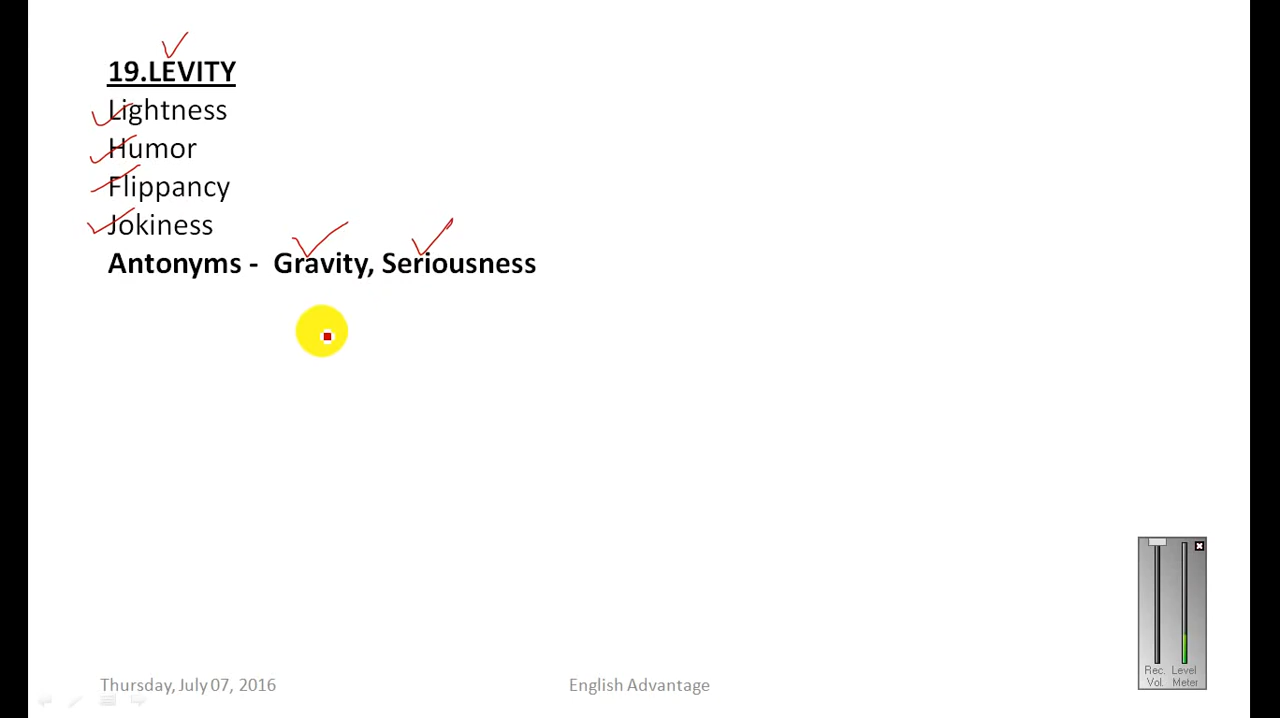 19.LEVITY
Lightness
Humor
Flippancy
Jokiness
Antonyms - Gravity, Seriousness
Rec. Level
Vol. Meter
Thursday, July 07, 2016 English Advantage